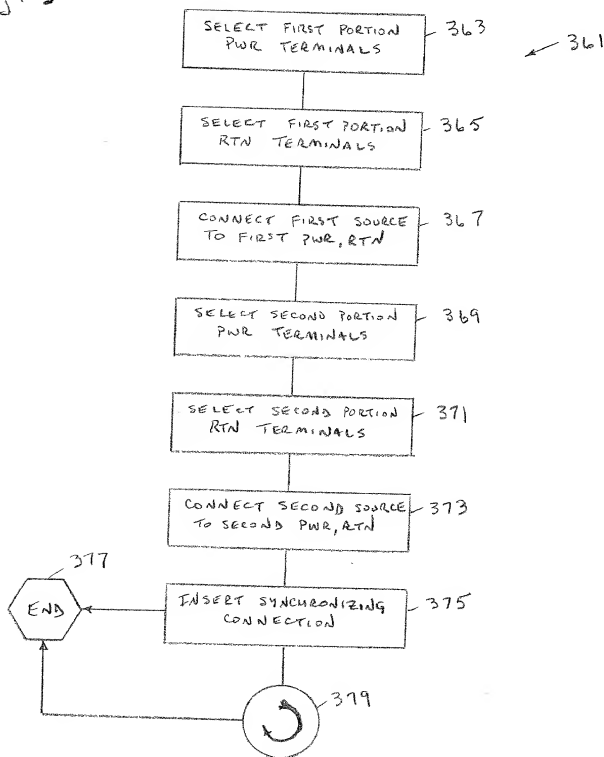 SELECT FIRST PORTION
PWR TERMINALS
363
361
SELECT FIRST PORTION
RTN TERMINALS
365
CONNECT FIRST SOURCE
TO FIRST PWR, RTN
367
SELECT SECOND PORTION
PWR TERMINALS
369
SELECT SECOND PORTION
RTN TERMINALS
371
CONNECT SECOND SOURCE
TO SECOND PWR, RTN
373
377
END
INSERT SYNCHRONIZING
CONNECTION
375
379